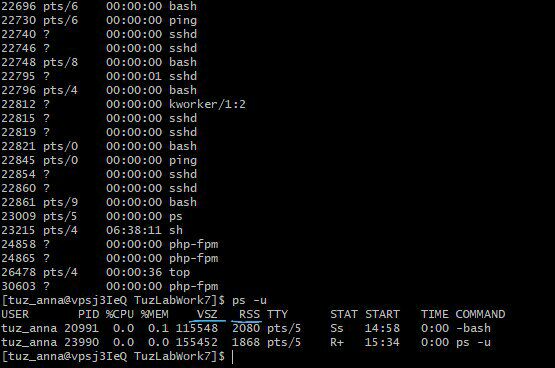 22696 pts/6    00:00:00 bash
22730 pts/6    00:00:00 ping
22740 ?        00:00:00 sshd
22746 ?        00:00:00 sshd
22748 pts/8    00:00:00 bash
22795 ?        00:00:01 sshd
22796 pts/4    00:00:00 bash
22812 ?        00:00:00 kworker/1:2
22815 ?        00:00:00 sshd
22819 ?        00:00:00 sshd
22821 pts/0    00:00:00 bash
22845 pts/0    00:00:00 ping
22854 ?        00:00:00 sshd
22860 ?        00:00:00 sshd
22861 pts/9    00:00:00 bash
23009 pts/5    00:00:00 ps
23215 pts/4    06:38:11 sh
24858 ?        00:00:00 php-fpm
24865 ?        00:00:00 php-fpm
26478 pts/4    00:00:36 top
30603 ?        00:00:00 php-fpm
[tuz_anna@vpsj3IeQ TuzLabWork7]$ ps -u
USER       PID %CPU %MEM    VSZ   RSS TTY      STAT START   TIME COMMAND
tuz_anna 20991  0.0  0.1 115548  2080 pts/5    Ss   14:58   0:00 -bash
tuz_anna 23990  0.0  0.0 155452  1868 pts/5    R+   15:34   0:00 ps -u
[tuz_anna@vpsj3IeQ TuzLabWork7]$